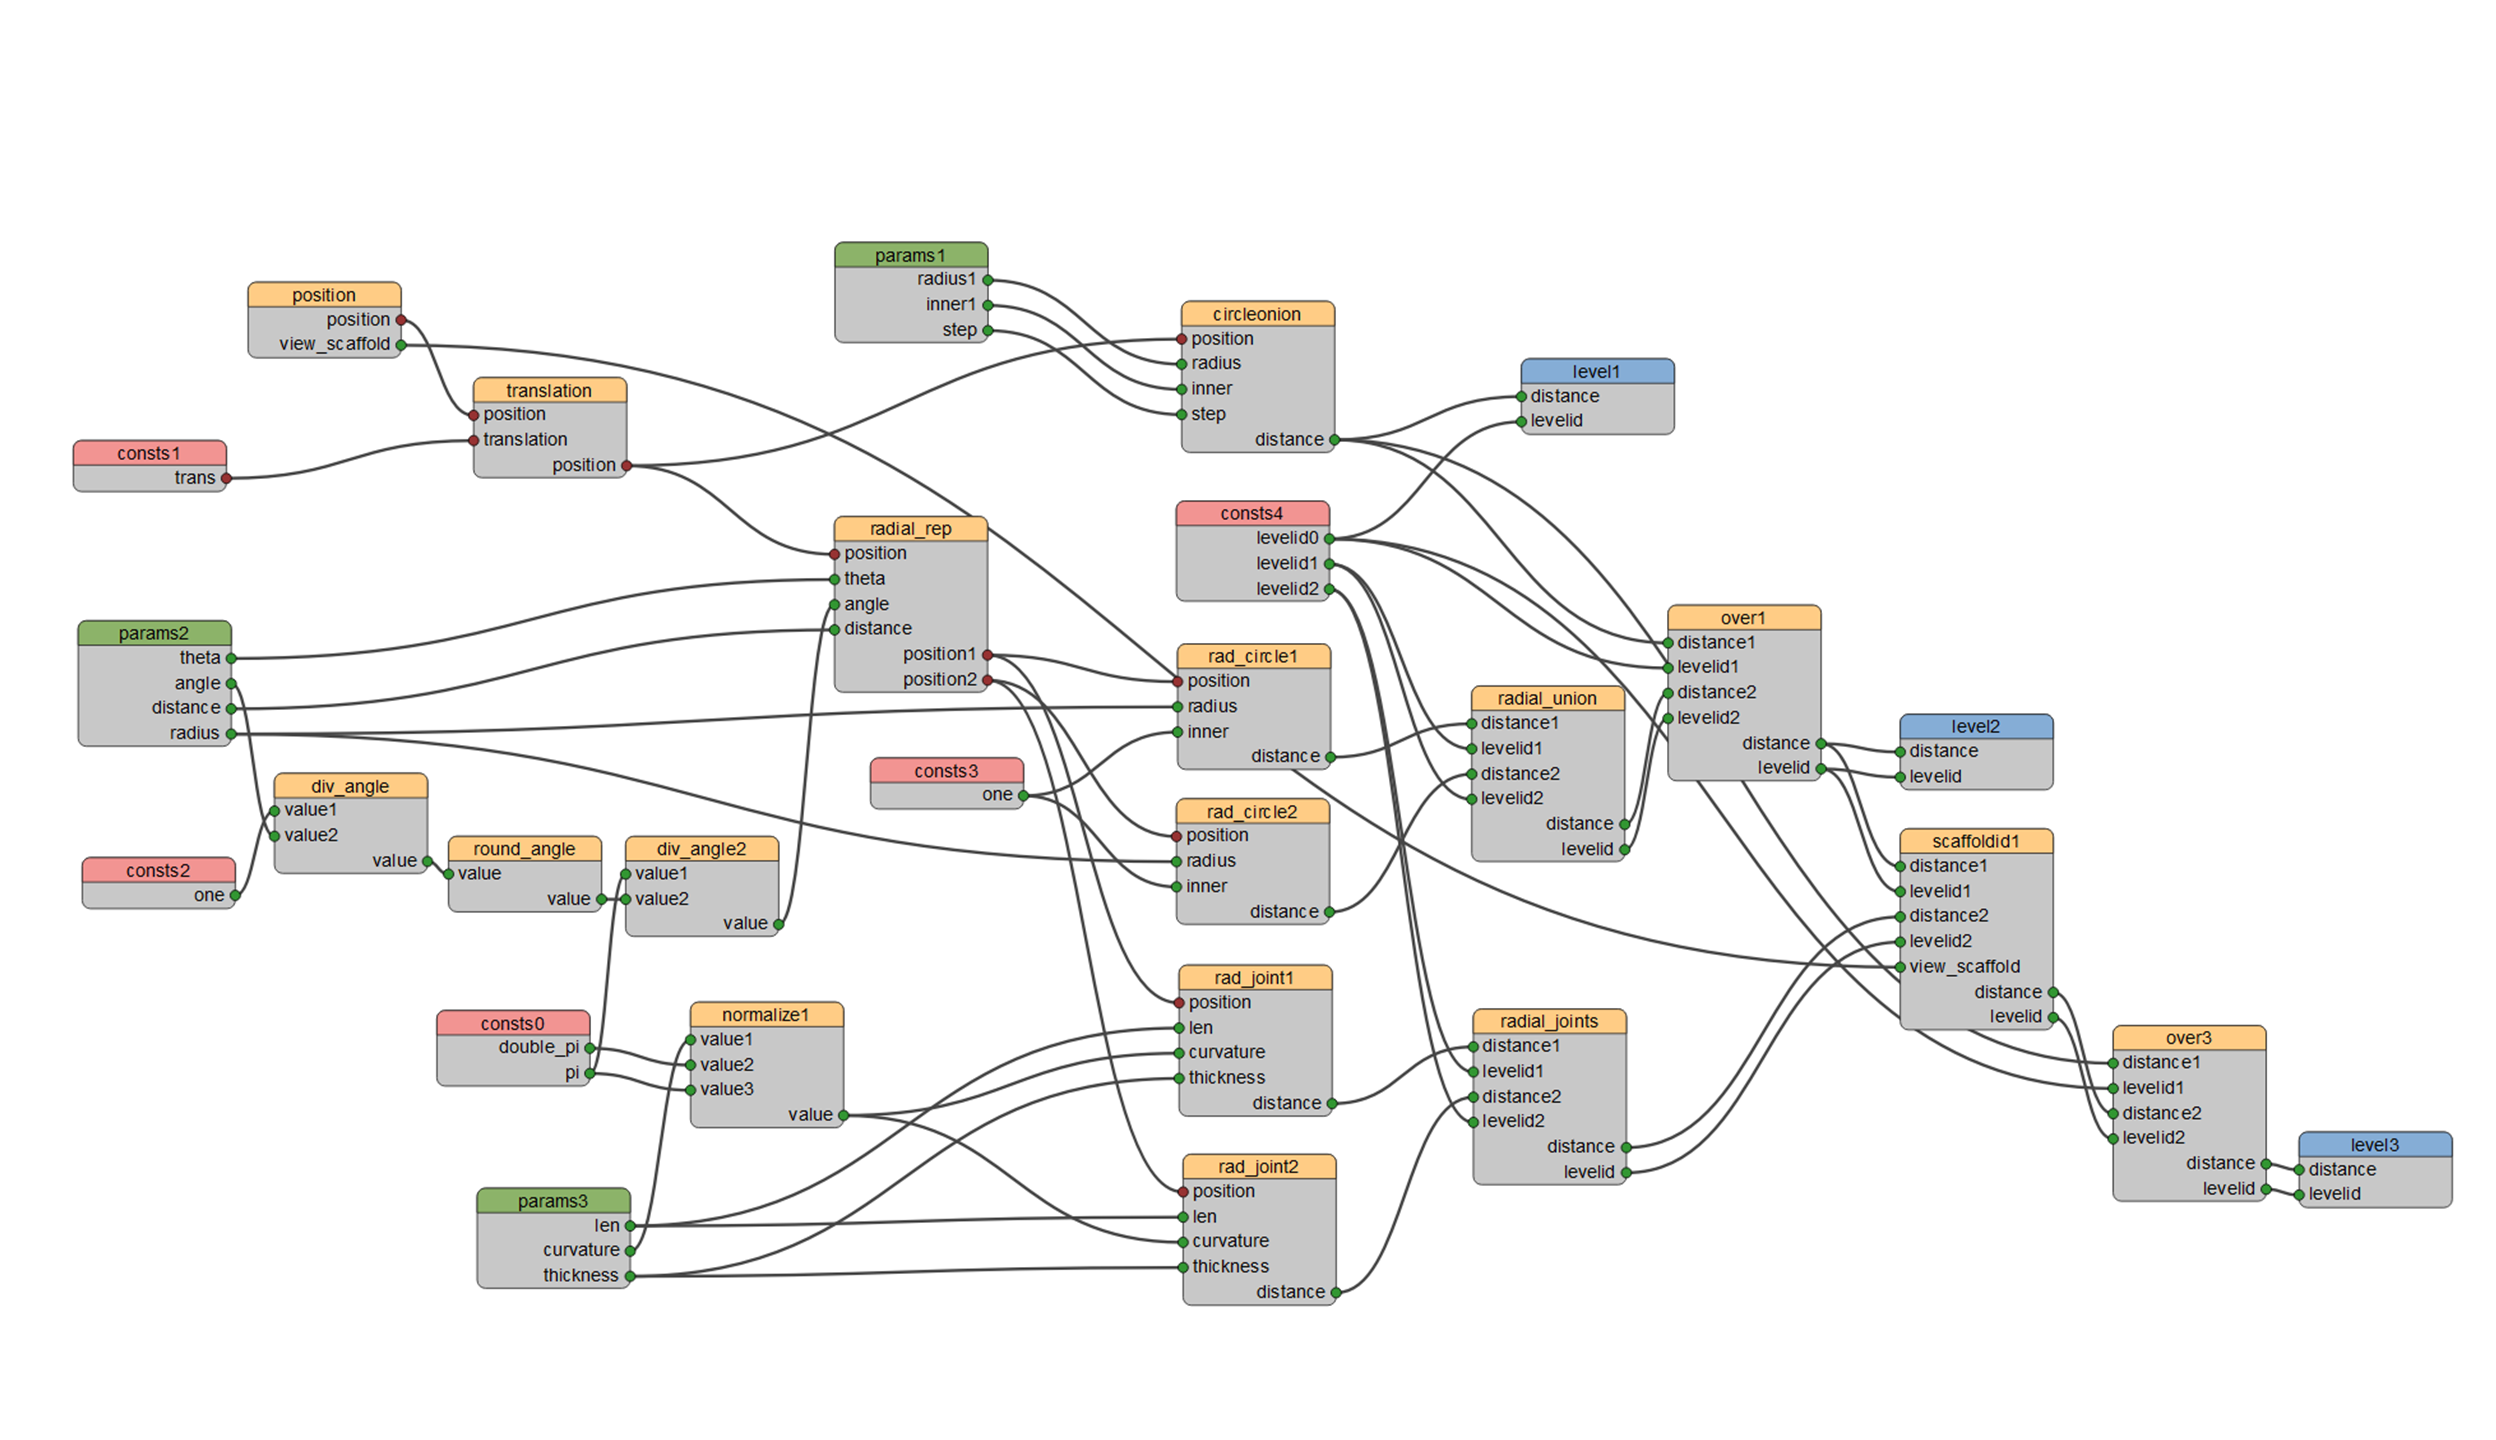 params1
radius1
inner1
step
position
position
view_scaffold
circleonion
position
radius
inner
step
distance
level1
distance
levelid
translation
position
translation
position
consts1
trans
consts4
levelid0
levelid1
levelid2
radial_rep
position
theta
angle
distance
position1
position2
over1
distance1
levelid1
distance2
levelid2
distance
levelid
params2
theta
angle
distance
radius
rad_circle1
position
radius
inner
distance
radial_union
distance1
levelid1
distance2
levelid2
distance
levelid
level2
distance
levelid
consts3
one
div_angle
value1
value2
value
rad_circle2
position
radius
inner
distance
scaffoldid1
distance1
levelid1
distance2
levelid2
view_scaffold
distance
levelid
round_angle
value
value
div_angle2
value1
value2
value
consts2
one
rad_joint1
position
len
curvature
thickness
distance
normalize1
value1
value2
value3
value
consts0
double_pi
pi
radial_joints
distance1
levelid1
distance2
levelid2
distance
levelid
over3
distance1
levelid1
distance2
levelid2
distance
levelid
level3
distance
levelid
rad_joint2
position
len
curvature
thickness
distance
params3
len
curvature
thickness